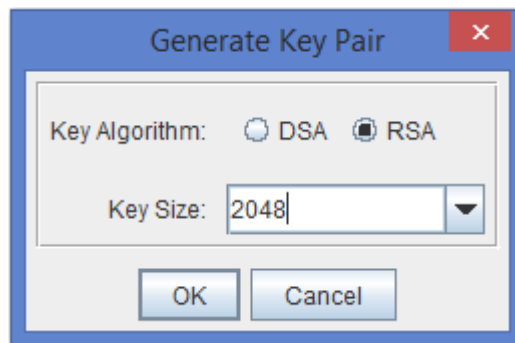 Generate Key Pair
Key Algorithm: DSA RSA
Key Size: 2048
OK Cancel